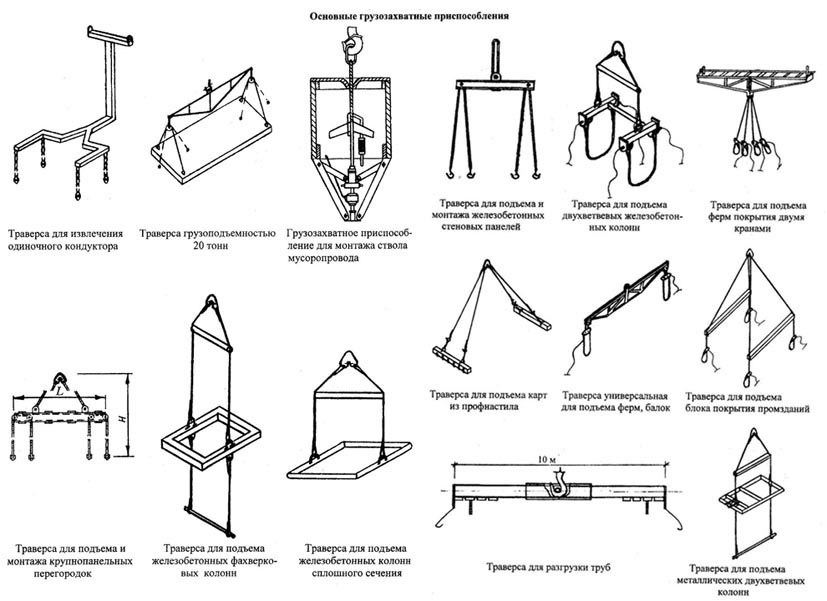 Основные грузозахватные приспособления
Траверса для извлечения
одиночного кондуктора
Траверса грузоподъемностью
20 тонн
Грузозахватное приспособ-
ление для монтажа ствола
мусоропровода
Траверса для подъема и
монтажа железобетонных
стеновых панелей
Траверса для подъема
двухветвевых железобетон-
ных колонн
Траверса для подъема
ферм покрытия двумя
кранами
Траверса для подъема карт
из профнастила
Траверса универсальная
для подъема ферм, балок
Траверса для подъема
блока покрытия промзданий
L
H
Траверса для подъема и
монтажа крупнопанельных
перегородок
Траверса для подъема
железобетонных фахверко-
вых колонн
Траверса для подъема
железобетонных колонн
сплошного сечения
10 м
Траверса для разгрузки труб
Траверса для подъема
металлических двухветвевых
колонн